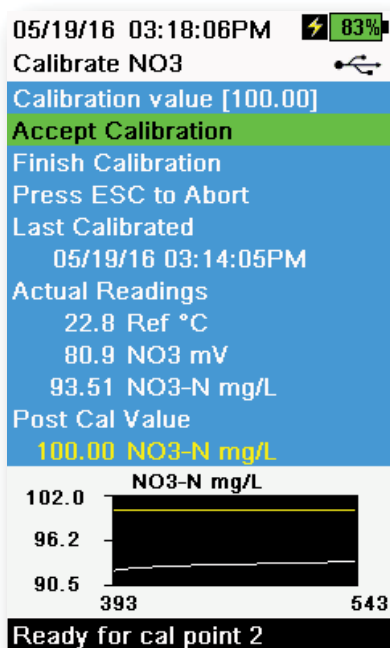 05/19/16 03:18:06PM 83%
Calibrate NO3
Calibration value [100.00]
Accept Calibration
Finish Calibration
Press ESC to Abort
Last Calibrated
05/19/16 03:14:05PM
Actual Readings
22.8 Ref °C
80.9 NO3 mV
93.51 NO3-N mg/L
Post Cal Value
100.00 NO3-N mg/L
NO3-N mg/L
102.0
96.2
90.5
393 543
Ready for cal point 2